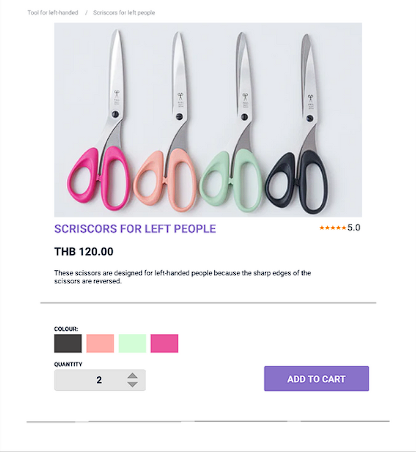 Tool for left-handed / Scriscors for left people
SCRISCORS FOR LEFT PEOPLE
★★★★★5.0
THB 120.00
These scissors are designed for left-handed people because the sharp edges of the
scissors are reversed.
COLOUR:
QUANTITY
2
ADD TO CART